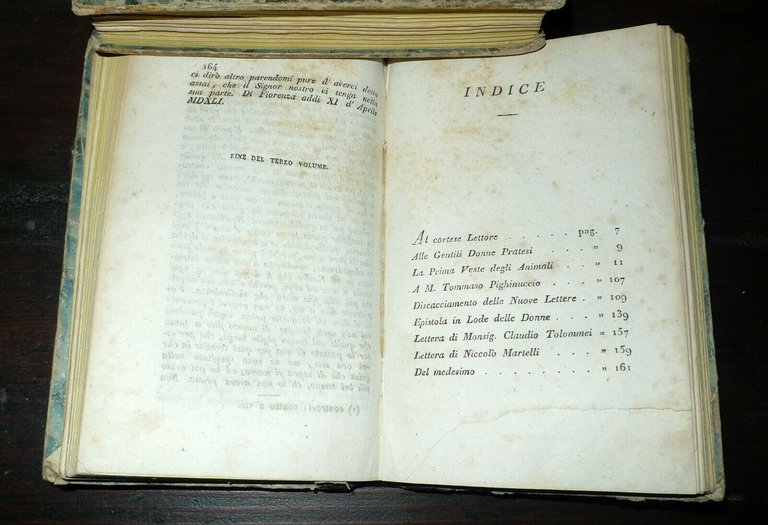 164
ci dirò altro parendomi pure d' averci detto
assai, che il Signor nostro vi tenga nella
sua parte. Di Fiorenza addì XI d' Aprile
MDXLI.
FINE DEL TERZO VOLUME.
INDICE
Al cortese Lettore . . . . . . pag. 7
Alle Gentili Donne Pratesi . . „ 9
La Prima Veste degli Animali . . „ 11
A M. Tommaso Pighinuccio . . . „ 107
Discacciamento delle Nuove Lettere . „ 109
Epistola in Lode delle Donne . . „ 139
Lettera di Monsig. Claudio Tolommei „ 157
Lettera di Niccolò Martelli . . „ 159
Del medesimo . . . . . . . . „ 161